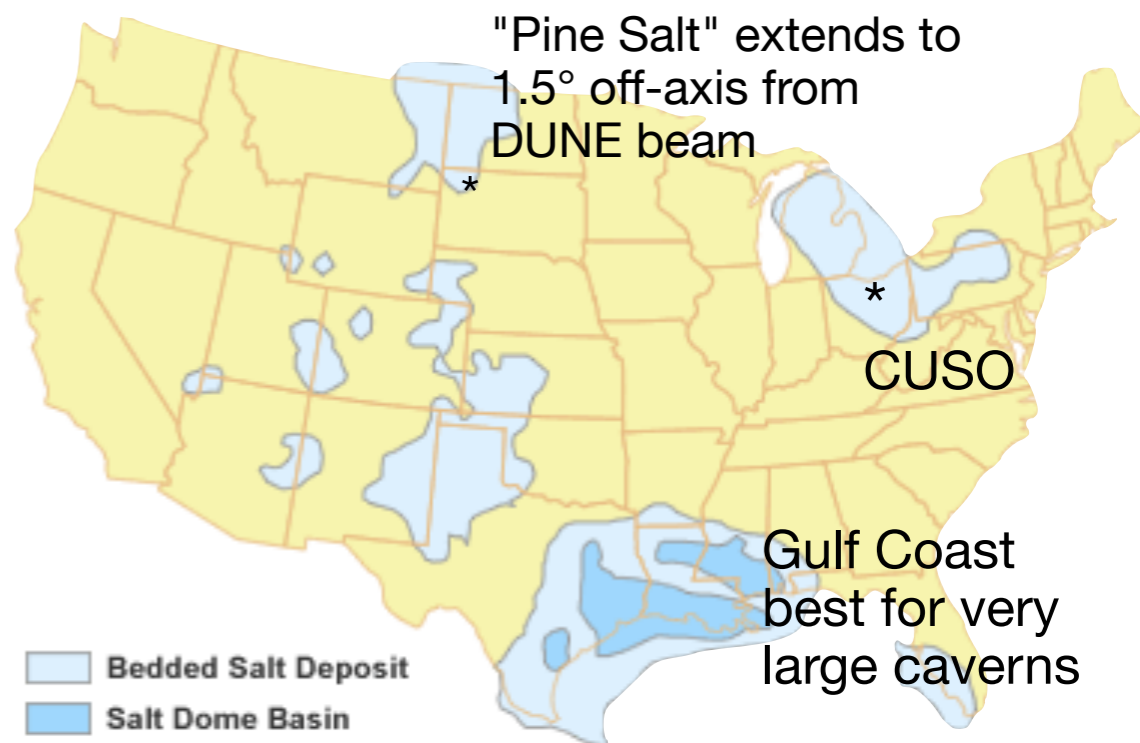 "Pine Salt" extends to
1.5° off-axis from
DUNE beam
*
*
CUSO
Gulf Coast
best for very
large caverns
Bedded Salt Deposit
Salt Dome Basin